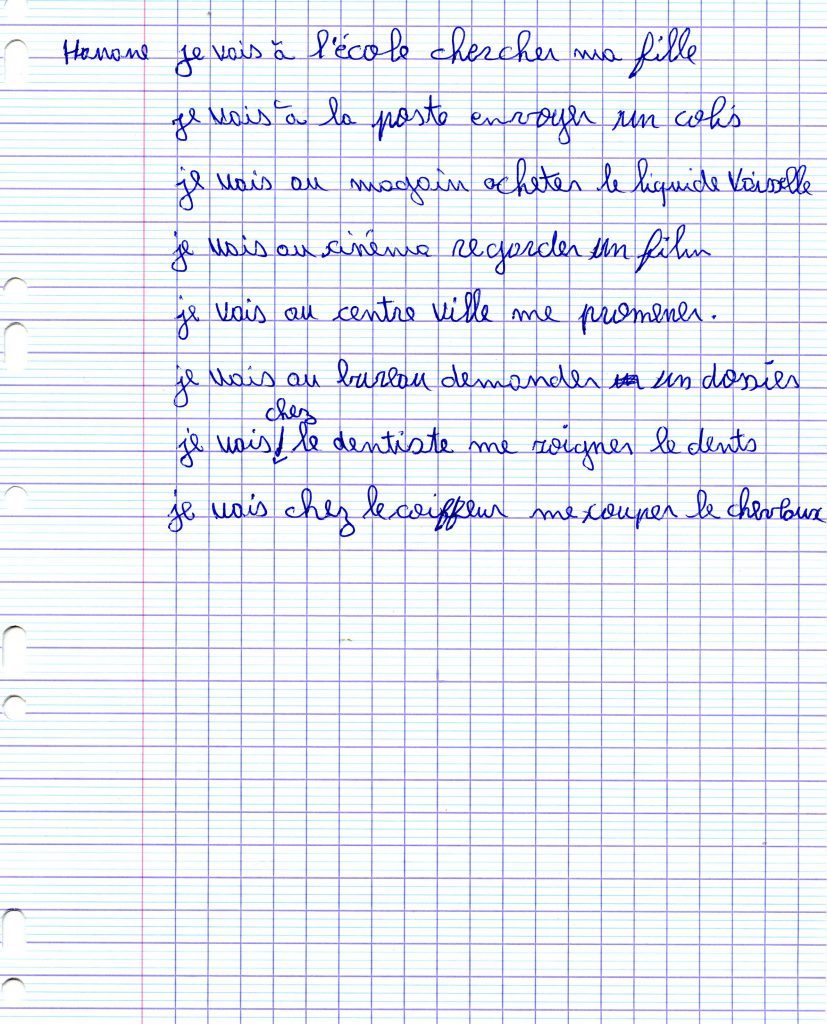 Hanane je vais à l'école chercher ma fille
je vais à la poste envoyer un colis
je vais au magain acheter le liquide Vaisselle
je vais au cinéma regarder un film
je vais au centre ville me promener.
je vais au bureau demander un dossier
je vais chez le dentiste me soigner le dents
je vais chez le coiffeur me couper le cheveaux